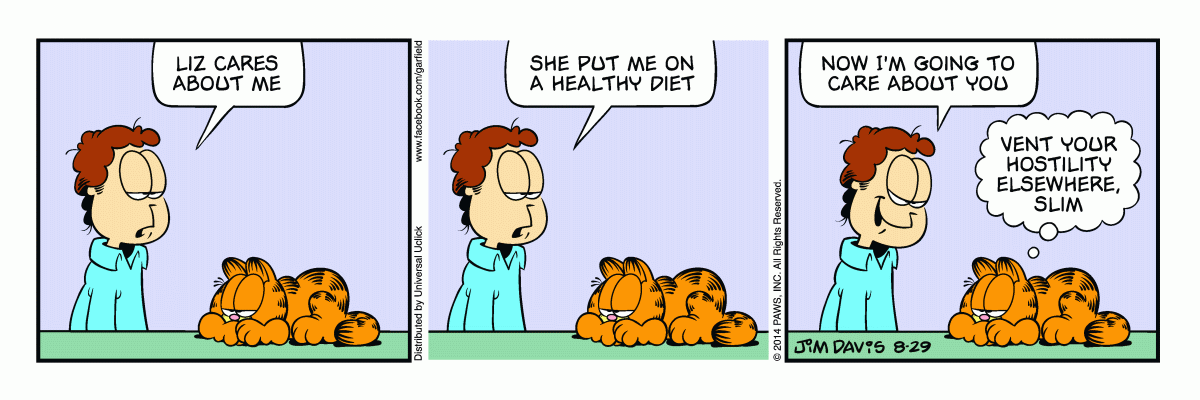 LIZ CARES
ABOUT ME
www.facebook.com/garfield
Distributed by Universal Uclick
SHE PUT ME ON
A HEALTHY DIET
© 2014 PAWS, INC. All Rights Reserved.
NOW I'M GOING TO
CARE ABOUT YOU
VENT YOUR
HOSTILITY
ELSEWHERE,
SLIM
JIM DAVIS 8-29